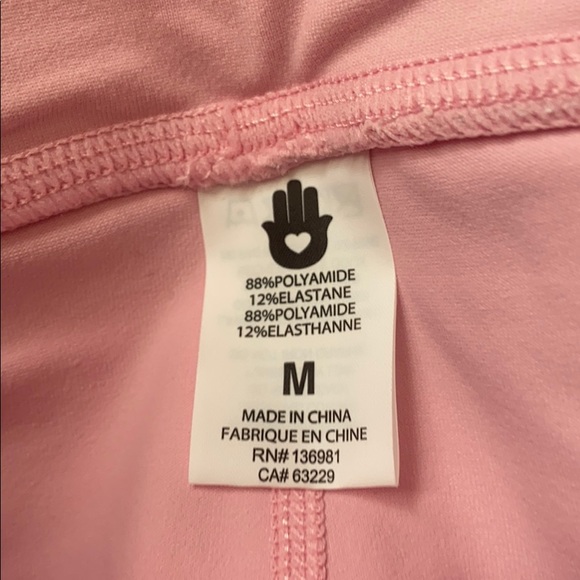 88%POLYAMIDE
12%ELASTANE
88%POLYAMIDE
12%ELASTHANNE
M
MADE IN CHINA
FABRIQUE EN CHINE
RN# 136981
CA# 63229